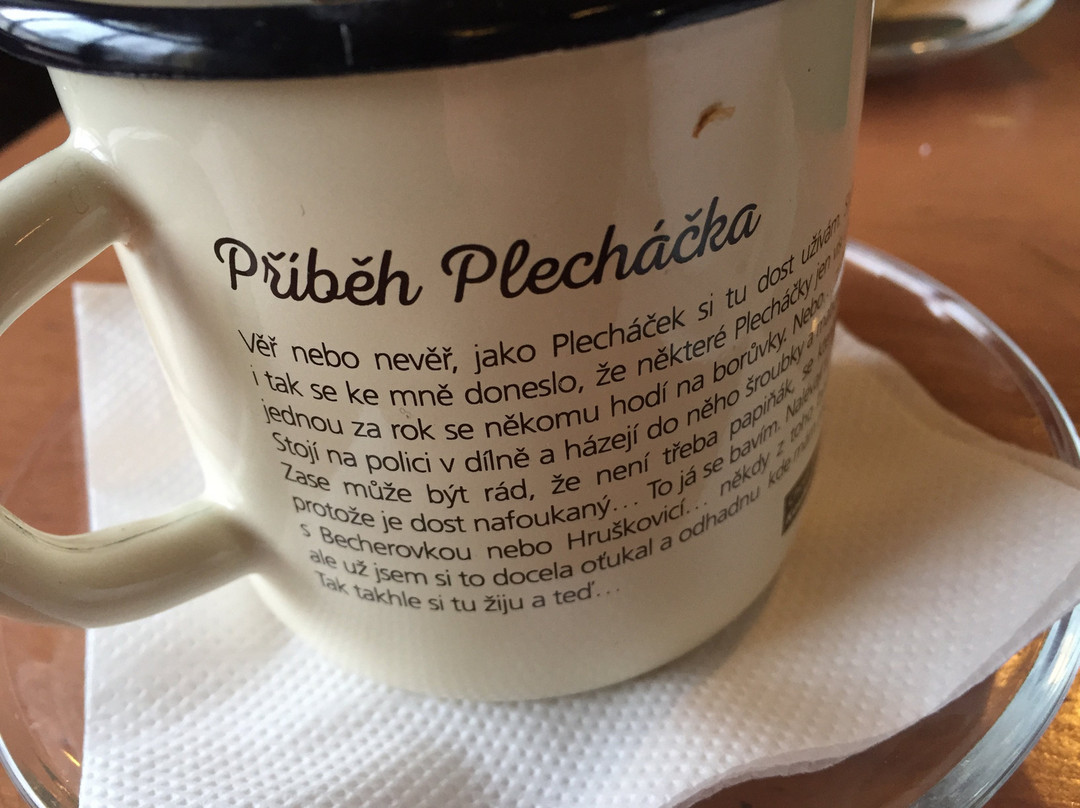 Příběh Plecháčka
Věř nebo nevěř, jako Plecháček si tu dost užívám
i tak se ke mně doneslo, že některé Plecháčky jen
jednou za rok se někomu hodí na borůvky. Nebo
Stojí na polici v dílně a házejí do něho šroubky a
Zase může být rád, že není třeba papiňák, se
protože je dost nafoukaný... To já se bavím.
s Becherovkou nebo Hruškovicí... někdy z toho
ale už jsem si to docela oťukal a odhadnu kde
Tak takhle si tu žiju a teď...